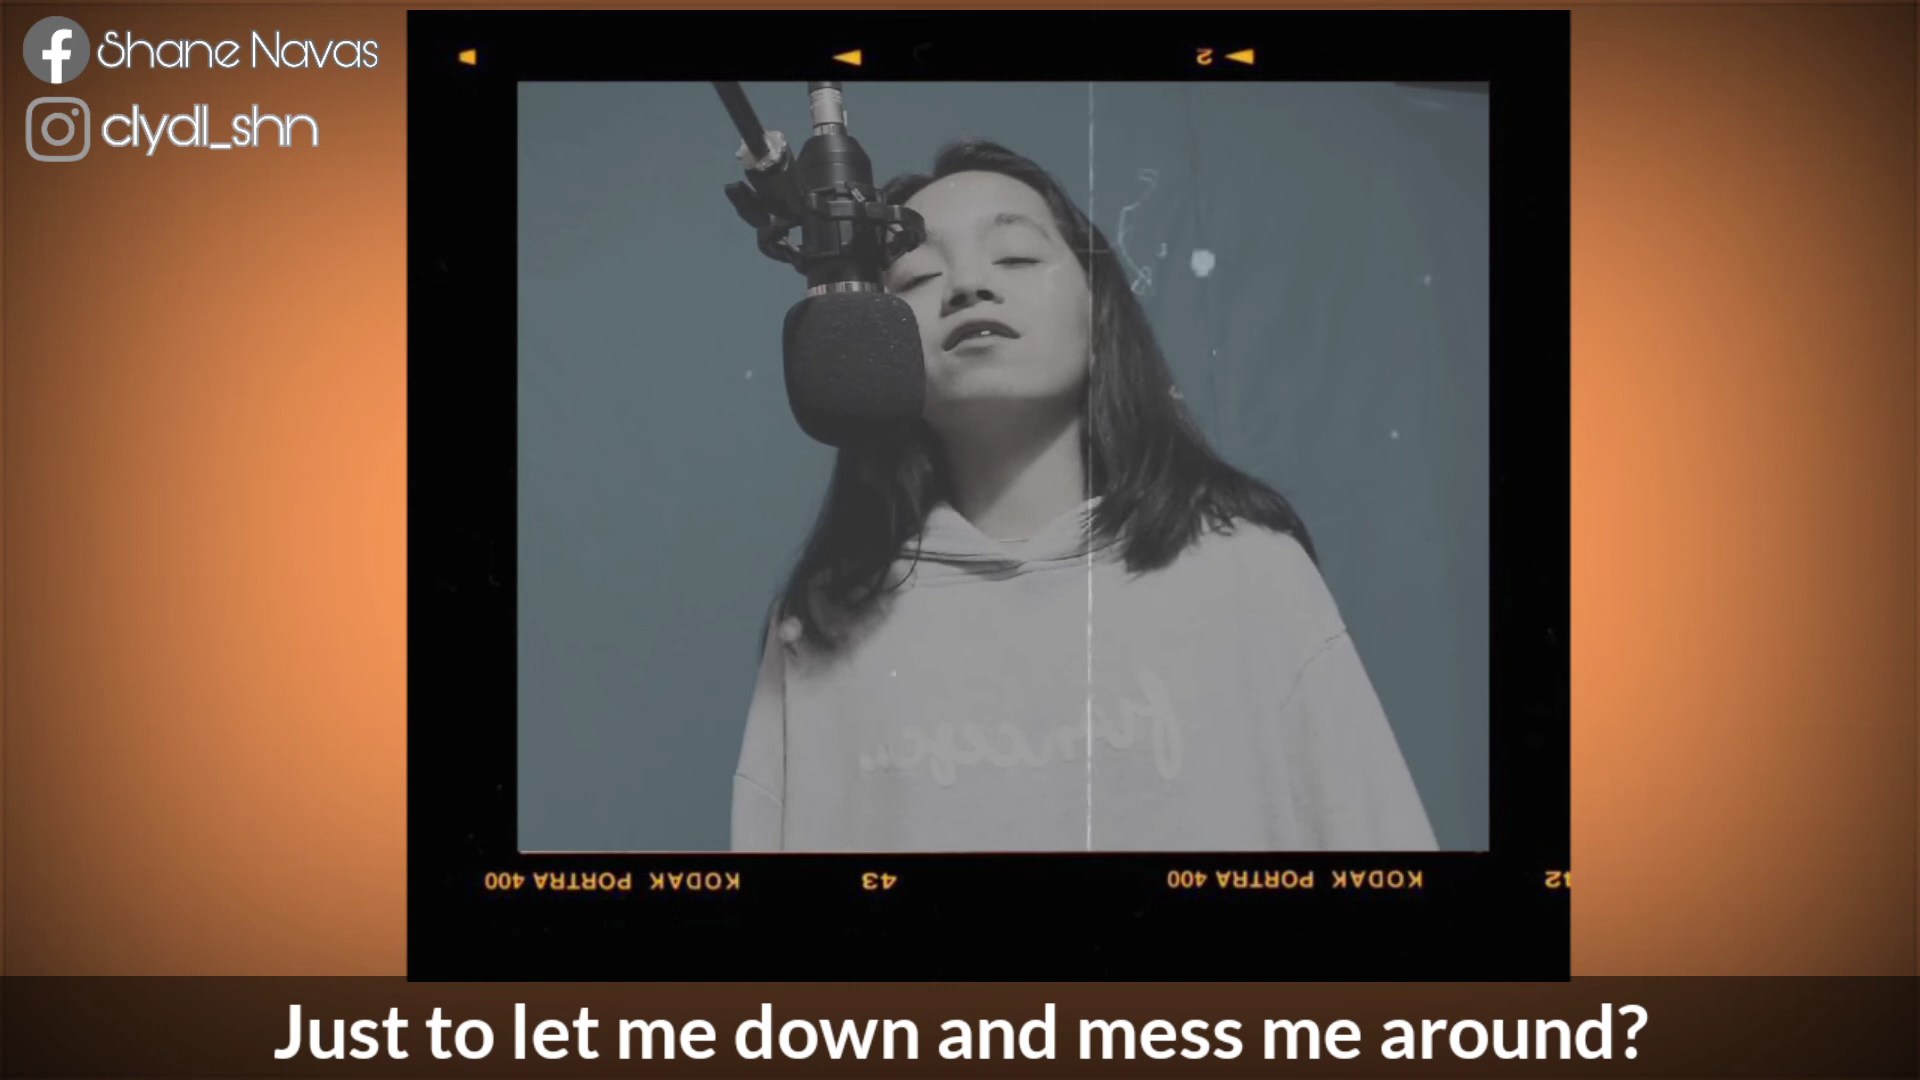 Shane Navas
clydl_shn
2
KODAK PORTRA 400
43
KODAK PORTRA 400
Just to let me down and mess me around?